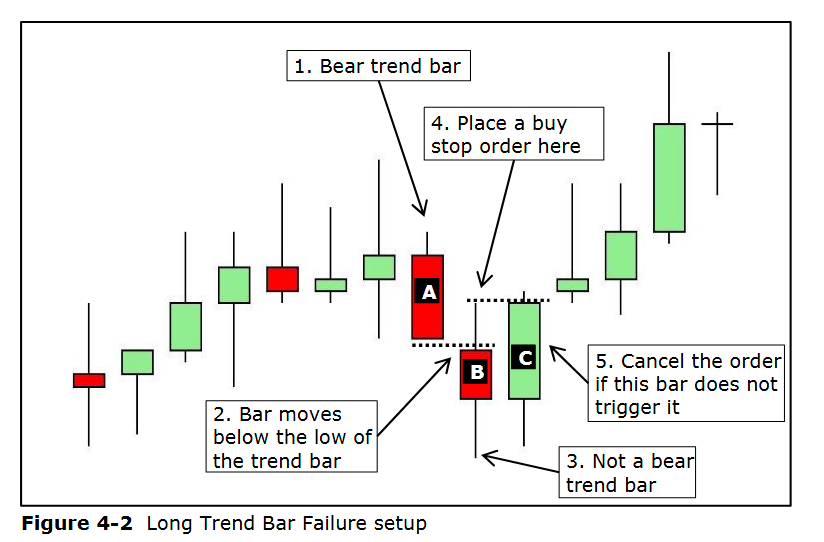 1. Bear trend bar
4. Place a buy
stop order here
A
B
C
2. Bar moves
below the low of
the trend bar
5. Cancel the order
if this bar does not
trigger it
3. Not a bear
trend bar
Figure 4-2 Long Trend Bar Failure setup